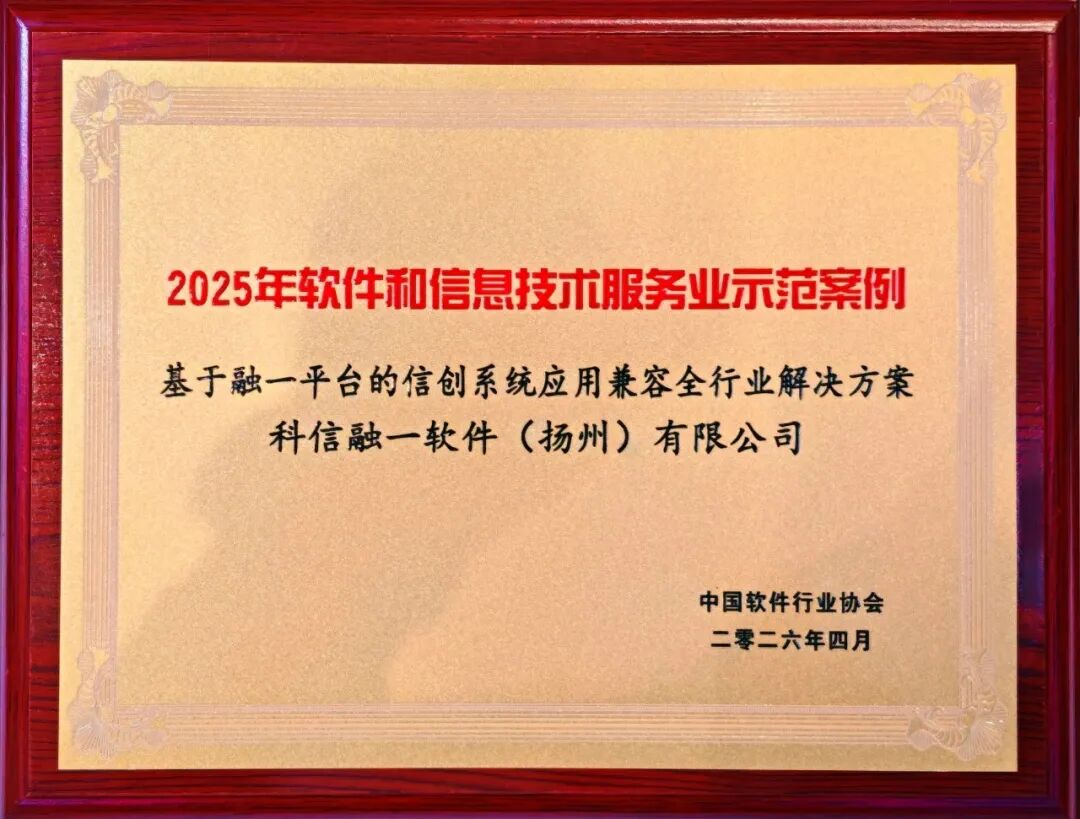 2025年软件和信息技术服务业示范案例
基于融一平台的信创系统应用兼容全行业解决方案
科信融一软件（扬州）有限公司
中国软件行业协会
二零二六年四月